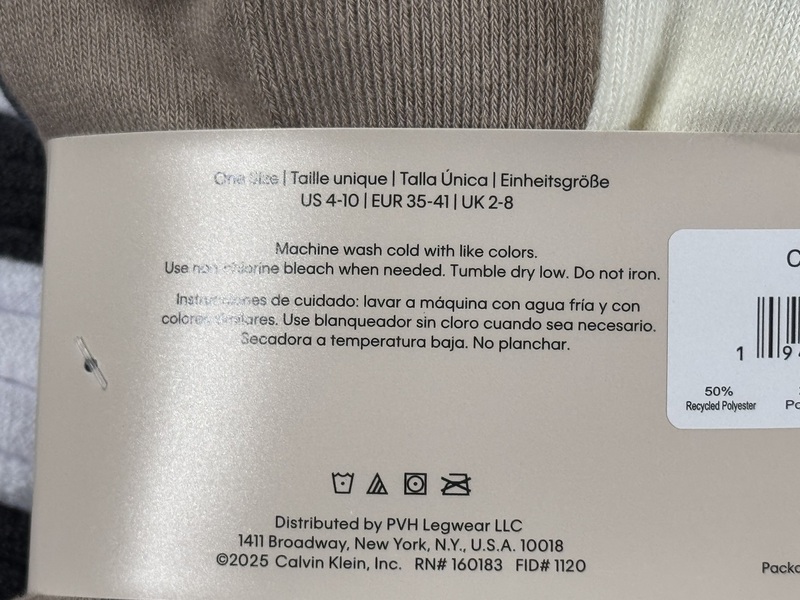 One Size | Taille unique | Talla Única | Einheitsgröße
US 4-10 | EUR 35-41 | UK 2-8
Machine wash cold with like colors.
Use non-chlorine bleach when needed. Tumble dry low. Do not iron.
Instrucciones de cuidado: lavar a máquina con agua fría y con
colores similares. Use blanqueador sin cloro cuando sea necesario.
Secadora a temperatura baja. No planchar.
1 9
50%
Recycled Polyester
Distributed by PVH Legwear LLC
1411 Broadway, New York, N.Y., U.S.A. 10018
©2025 Calvin Klein, Inc. RN# 160183 FID# 1120